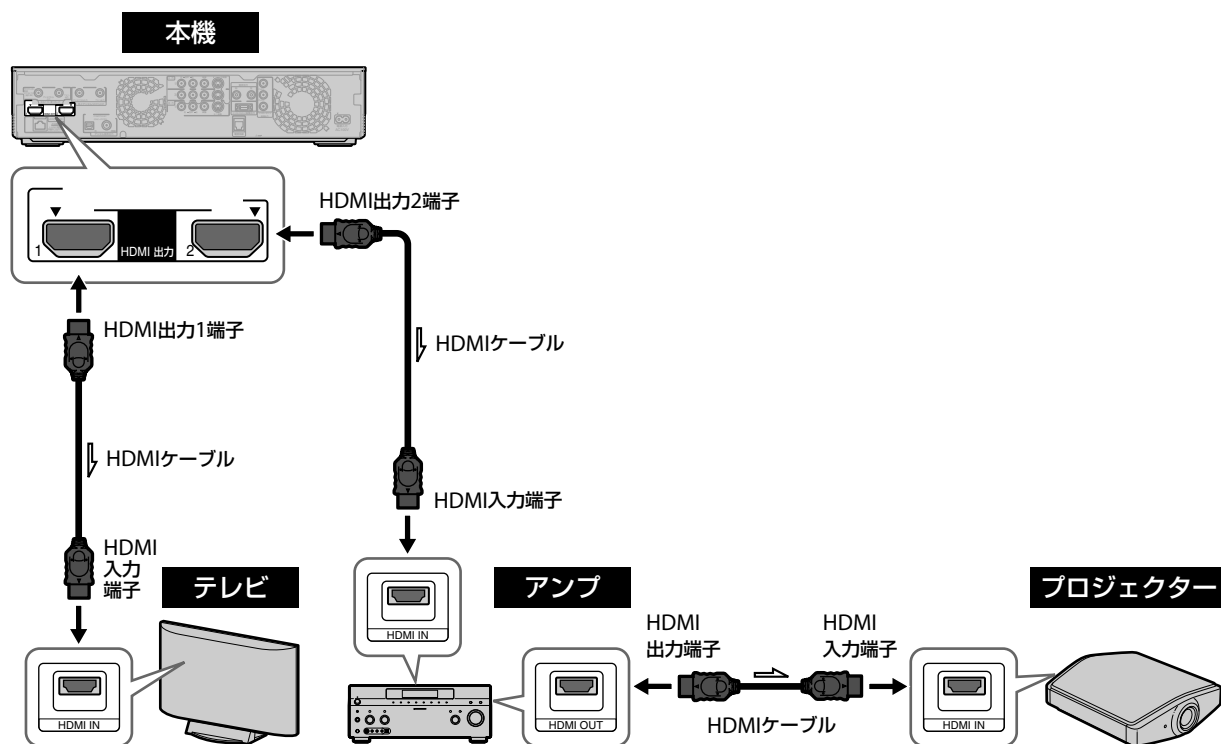 本機
HDMI出力2端子
1
HDMI 出力
2
HDMI出力1端子
HDMIケーブル
HDMIケーブル
HDMI入力端子
HDMI
入力
端子
テレビ
アンプ
プロジェクター
HDMI IN
HDMI
出力端子
HDMI
入力端子
HDMI IN
HDMI OUT
HDMIケーブル
HDMI IN